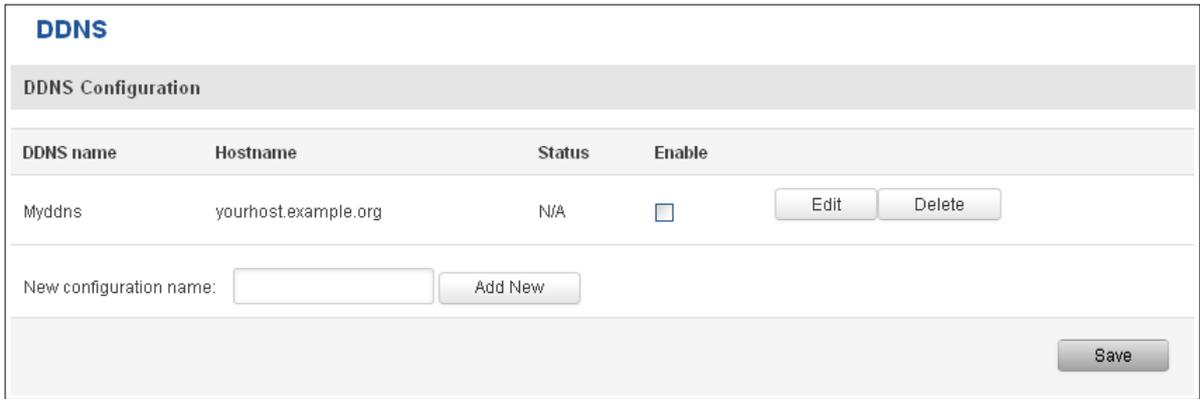 DDNS
DDNS Configuration
DDNS name Hostname Status Enable
Myddns yourhost.example.org N/A Edit Delete
New configuration name: Add New
Save